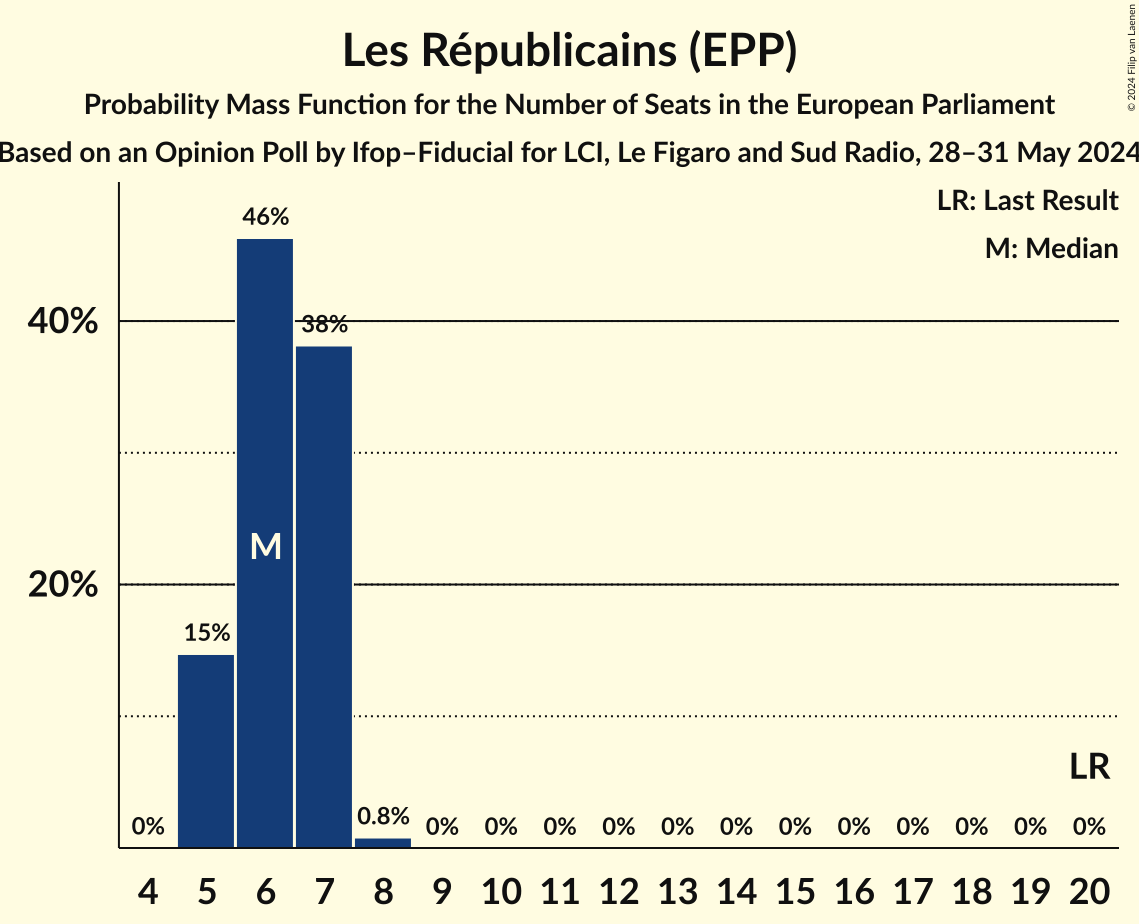 Les Républicains (EPP)
Probability Mass Function for the Number of Seats in the European Parliament
Based on an Opinion Poll by Ifop–Fiducial for LCI, Le Figaro and Sud Radio, 28–31 May 2024
© 2024 Filip van Laenen
LR: Last Result
M: Median
46%
40%
38%
M
20%
15%
LR
0%
0.8%
0% 0% 0% 0% 0% 0% 0% 0% 0% 0% 0% 0%
4 5 6 7 8 9 10 11 12 13 14 15 16 17 18 19 20